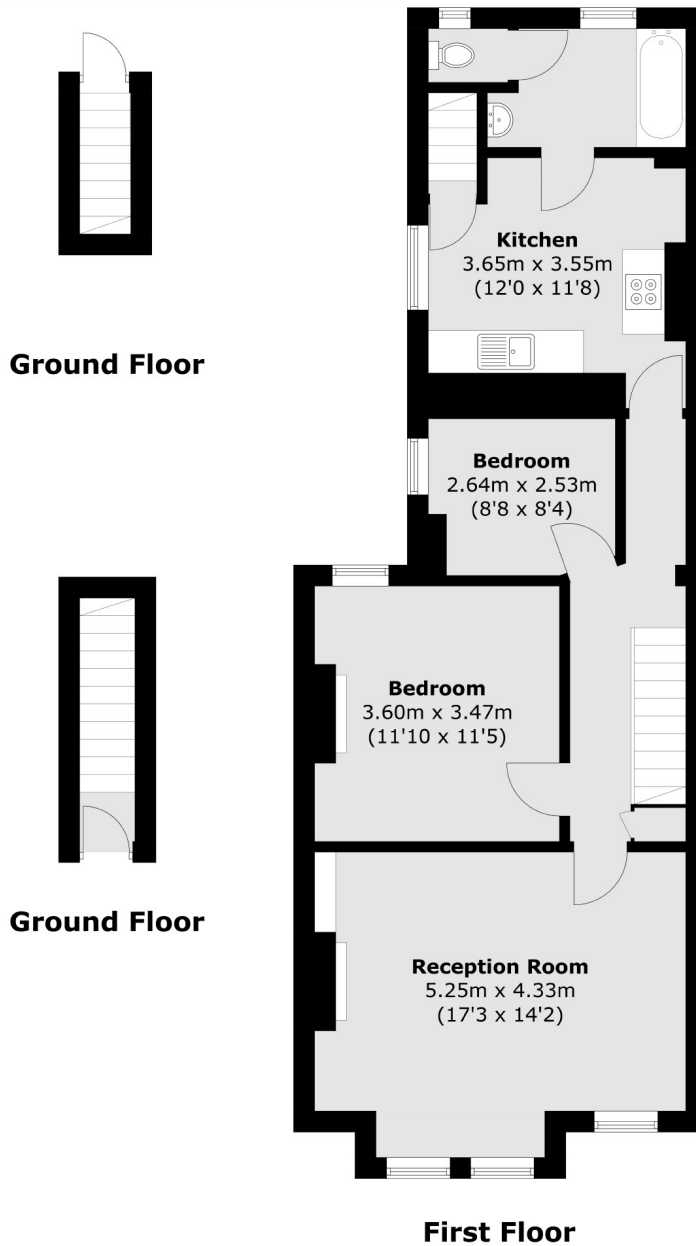 Ground Floor
Ground Floor
Kitchen
3.65m x 3.55m
(12'0 x 11'8)
Bedroom
2.64m x 2.53m
(8'8 x 8'4)
Bedroom
3.60m x 3.47m
(11'10 x 11'5)
Reception Room
5.25m x 4.33m
(17'3 x 14'2)
First Floor